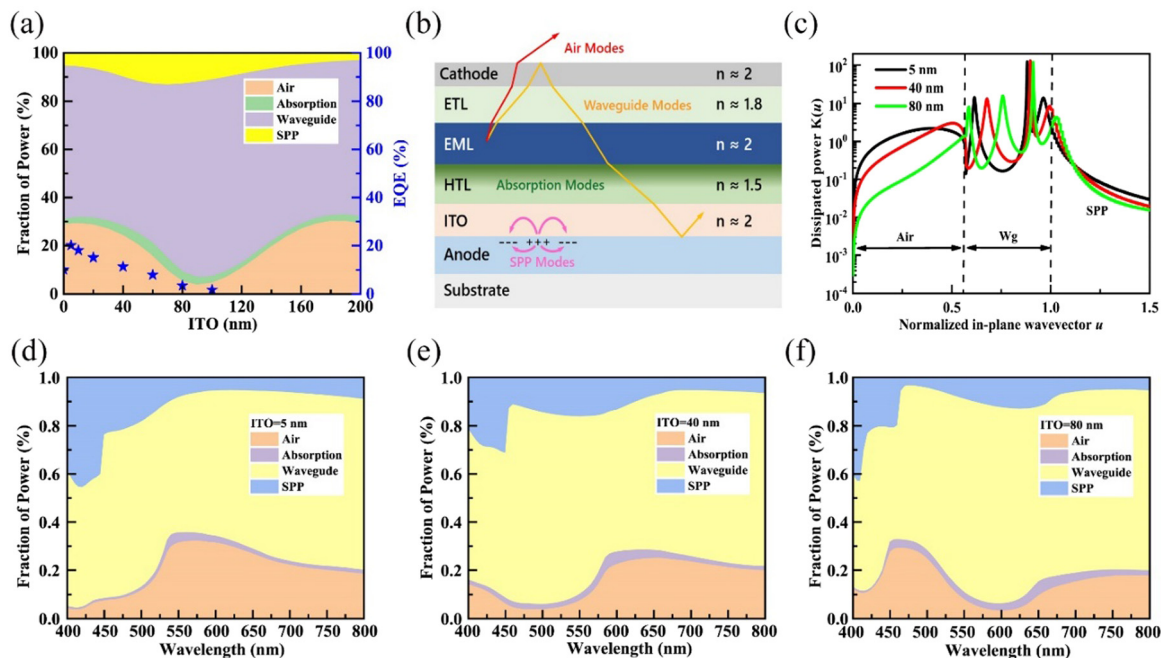 (a)
100
80
60
40
20
0
Fraction of Power (%)
0 40 80 120 160 200
ITO (nm)
100
80
60
40
20
0
EQE (%)
Air
Absorption
Waveguide
SPP
(b)
Air Modes
Cathode n ≈ 2
ETL n ≈ 1.8
Waveguide Modes
EML n ≈ 2
HTL Absorption Modes n ≈ 1.5
ITO n ≈ 2
--- +++ ----
Anode SPP Modes
Substrate
(c)
Dissipated power K(u)
10²
10¹
10⁰
10⁻¹
10⁻²
10⁻³
10⁻⁴
5 nm
40 nm
80 nm
Air Wg SPP
0.0 0.5 1.0 1.5
Normalized in-plane wavevector u
(d)
Fraction of Power (%)
1.0
0.8
0.6
0.4
0.2
0.0
ITO=5 nm
Air
Absorption
Wavegude
SPP
400 450 500 550 600 650 700 750 800
Wavelength (nm)
(e)
Fraction of Power (%)
1.0
0.8
0.6
0.4
0.2
0.0
ITO=40 nm
Air
Absorption
Waveguide
SPP
400 450 500 550 600 650 700 750 800
Wavelength (nm)
(f)
Fraction of Power (%)
1.0
0.8
0.6
0.4
0.2
0.0
ITO=80 nm
Air
Absorption
Waveguide
SPP
400 450 500 550 600 650 700 750 800
Wavelength (nm)